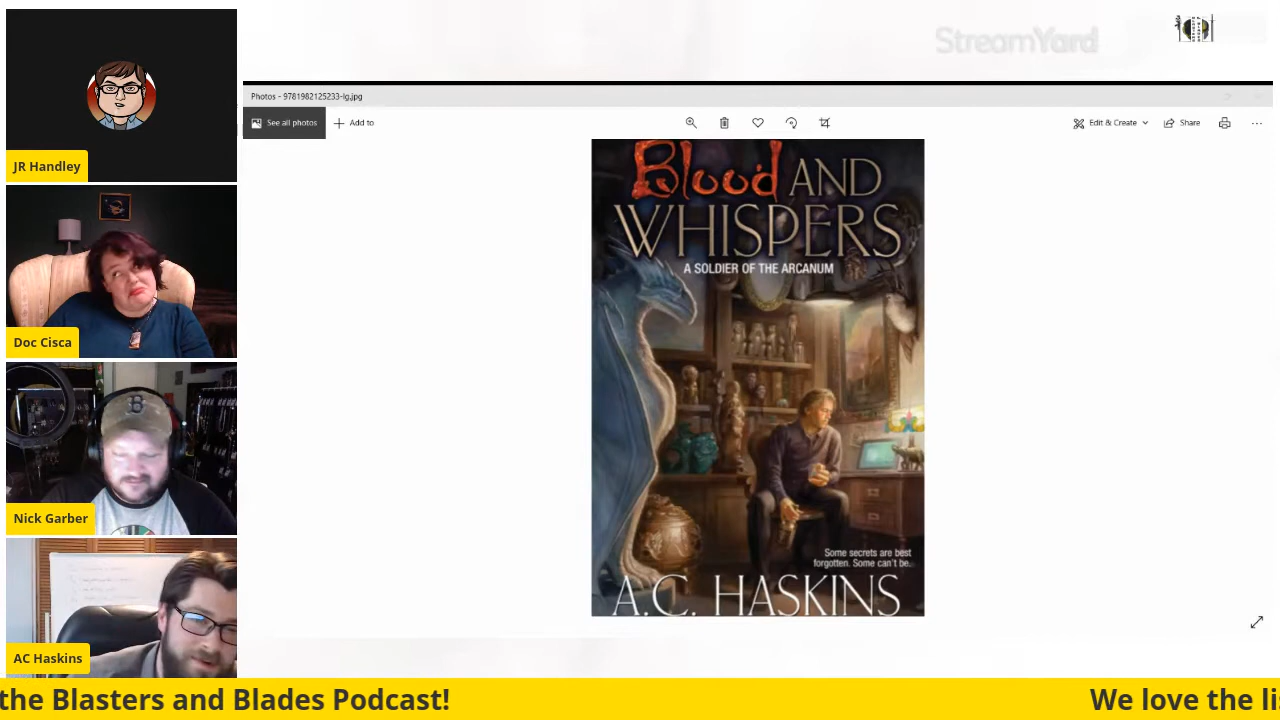 StreamYard
JR Handley
Doc Cisca
Nick Garber
AC Haskins
Photos - 9781982125233-lg.jpg
See all photos
Add to
Edit & Create
Share
Blood AND
WHISPERS
A SOLDIER OF THE ARCANUM
Some secrets are best
forgotten. Some can't be.
A.C. HASKINS
the Blasters and Blades Podcast!
We love the li